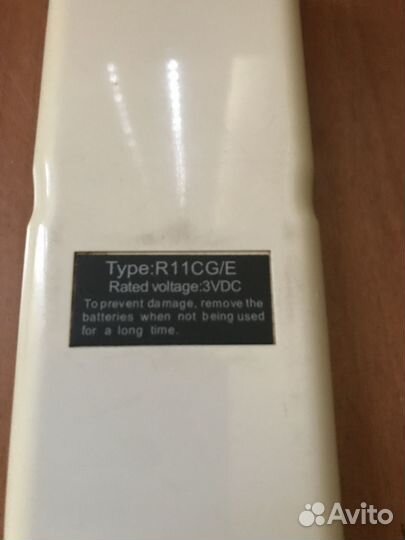 Type:R11CG/E
Rated voltage:3VDC
To prevent damage, remove the
batteries when not being used
for a long time.
Avito